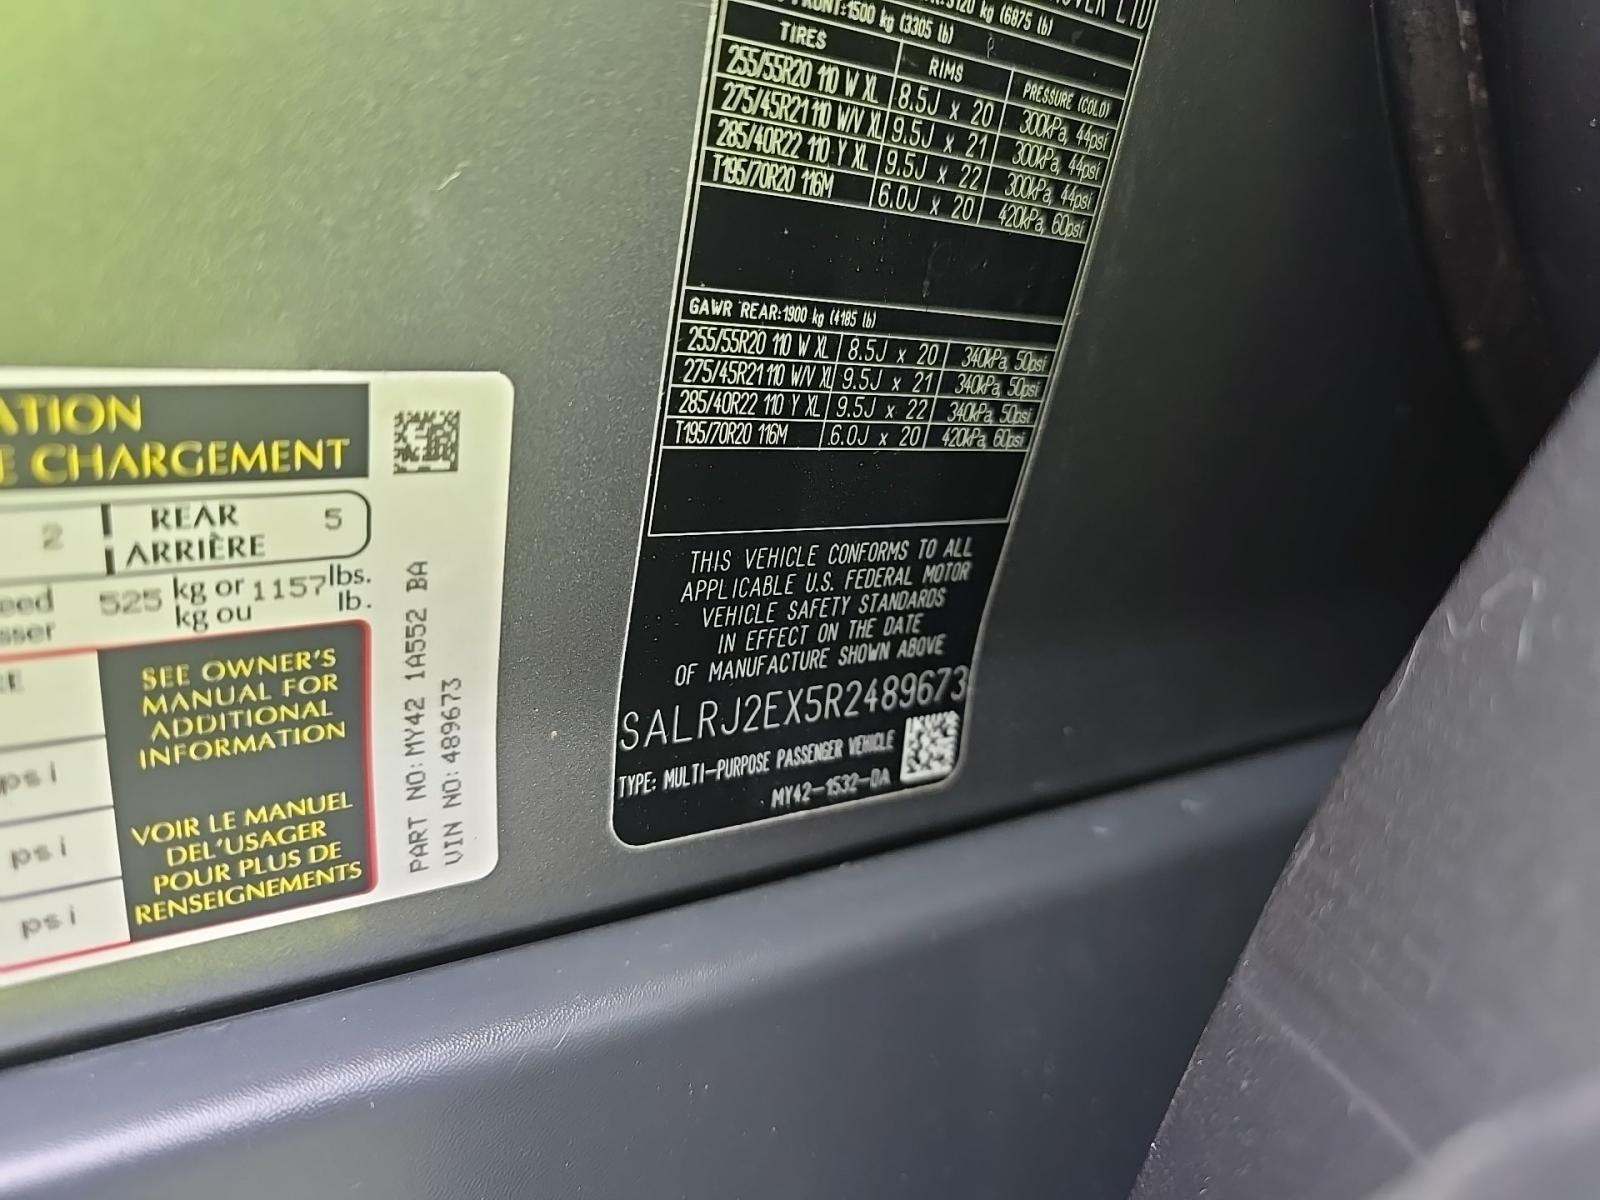 LTD
FRONT:1500 kg (3305 lb)
3120 kg (6875 lb)
TIRES RIMS PRESSURE (COLD)
255/55R20 110 W XL 8.5J x 20 300kPa, 44psi
275/45R21 110 W/V XL 9.5J x 21 300kPa, 44psi
285/40R22 110 Y XL 9.5J x 22 300kPa, 44psi
T195/70R20 116M 6.0J x 20 420kPa, 60psi
GAWR REAR:1900 kg (4185 lb)
255/55R20 110 W XL 8.5J x 20 340kPa, 50psi
275/45R21 110 W/V XL 9.5J x 21 340kPa, 50psi
285/40R22 110 Y XL 9.5J x 22 340kPa, 50psi
T195/70R20 116M 6.0J x 20 420kPa, 60psi
THIS VEHICLE CONFORMS TO ALL
APPLICABLE U.S. FEDERAL MOTOR
VEHICLE SAFETY STANDARDS
IN EFFECT ON THE DATE
OF MANUFACTURE SHOWN ABOVE
SALRJ2EX5R2489673
TYPE: MULTI-PURPOSE PASSENGER VEHICLE
MY42-1532-DA
ATION
E CHARGEMENT
2 REAR 5
ARRIÈRE
eed 525 kg or 1157 lbs.
sser kg ou lb.
SEE OWNER'S
MANUAL FOR
ADDITIONAL
INFORMATION
psi
psi
psi
VOIR LE MANUEL
DEL'USAGER
POUR PLUS DE
RENSEIGNEMENTS
PART NO:MY42 1A552 BA
VIN NO:489673